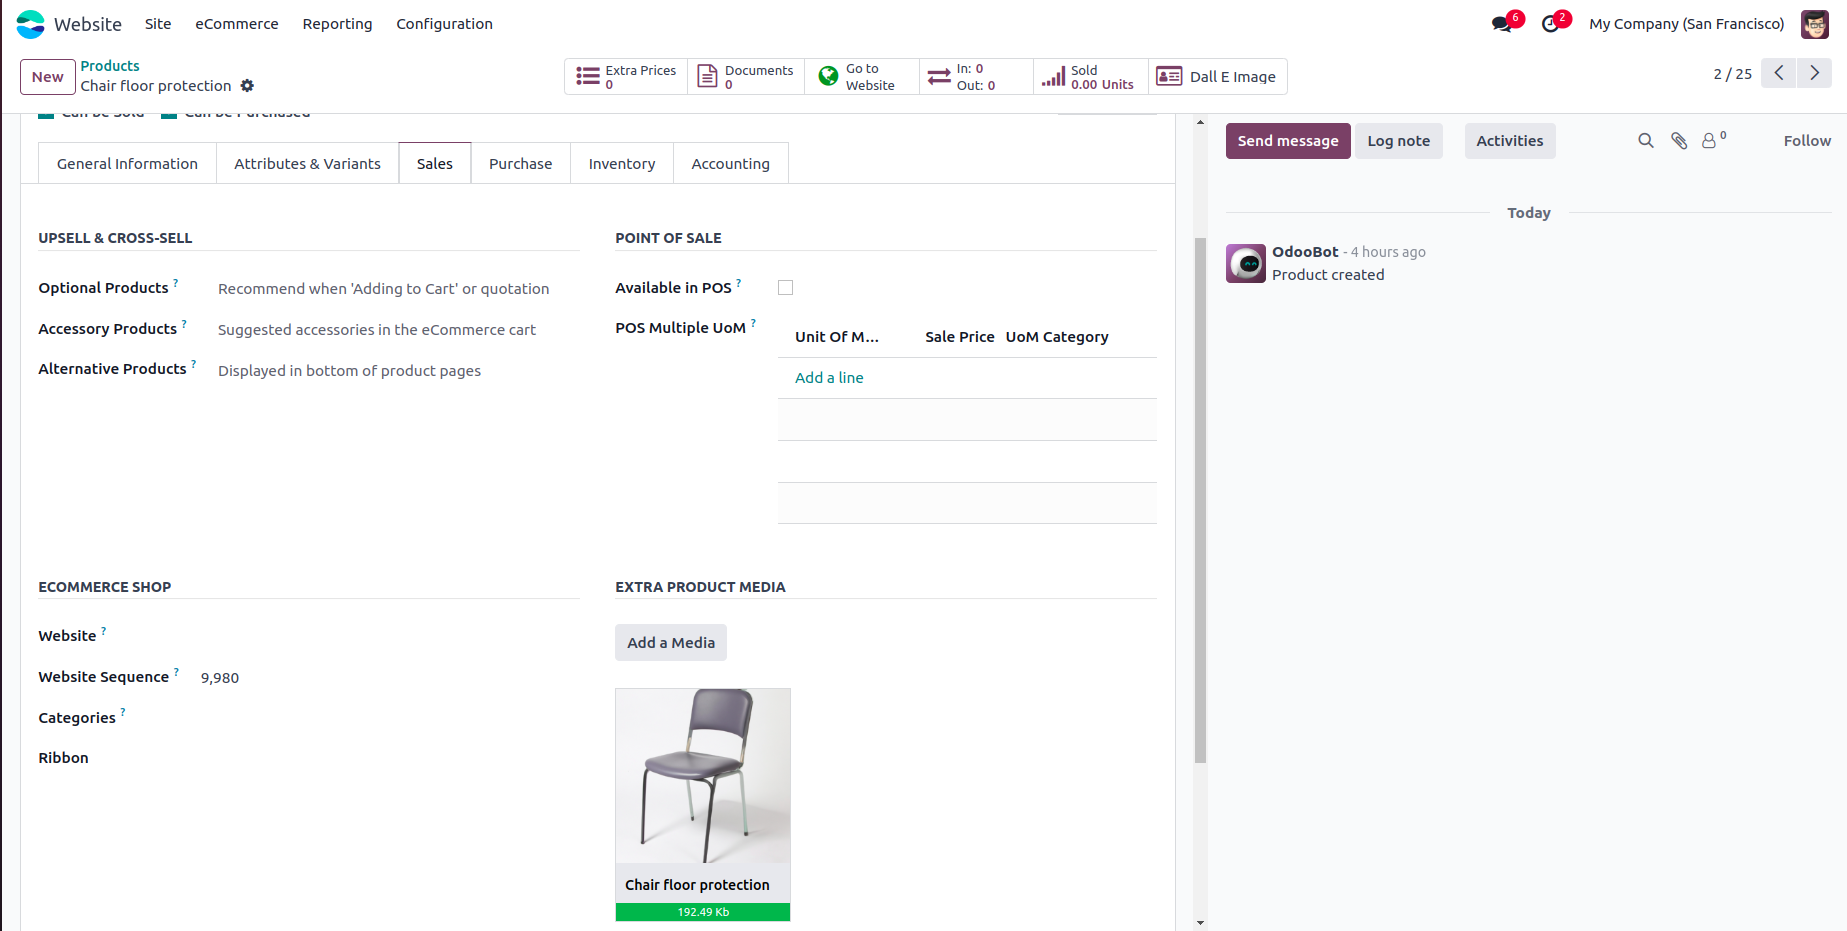 Website Site eCommerce Reporting Configuration 6 2 My Company (San Francisco)
New Products
Chair floor protection
Extra Prices
0
Documents
0
Go to
Website
In: 0
Out: 0
Sold
0.00 Units
Dall E Image
2 / 25
Can be Sold Can be Purchased
General Information Attributes & Variants Sales Purchase Inventory Accounting
UPSELL & CROSS-SELL
Optional Products ? Recommend when 'Adding to Cart' or quotation
Accessory Products ? Suggested accessories in the eCommerce cart
Alternative Products ? Displayed in bottom of product pages
POINT OF SALE
Available in POS ?
POS Multiple UoM ?
Unit Of M... Sale Price UoM Category
Add a line
ECOMMERCE SHOP
Website ?
Website Sequence ? 9,980
Categories ?
Ribbon
EXTRA PRODUCT MEDIA
Add a Media
Chair floor protection
192.49 Kb
Send message Log note Activities 0 Follow
Today
OdooBot - 4 hours ago
Product created